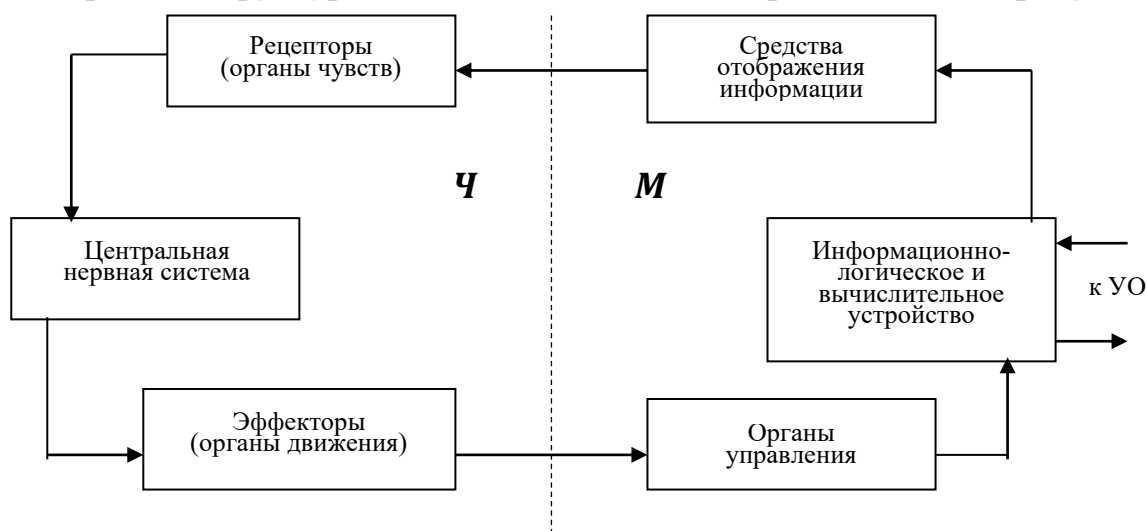 Рецепторы
(органы чувств)
Средства
отображения
информации
Ч
М
Центральная
нервная система
Информационно-
логическое и
вычислительное
устройство
к УО
Эффекторы
(органы движения)
Органы
управления